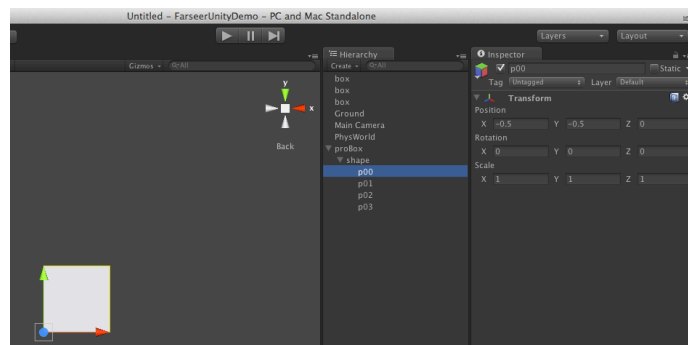 Untitled - FarseerUnityDemo - PC and Mac Standalone
Layers
Layout
Gizmos
All
y
x
Back
Hierarchy
Create
All
box
box
box
Ground
Main Camera
PhysWorld
proBox
shape
p00
p01
p02
p03
Inspector
p00
Static
Tag Untagged
Layer Default
Transform
Position
X -0.5 Y -0.5 Z 0
Rotation
X 0 Y 0 Z 0
Scale
X 1 Y 1 Z 1